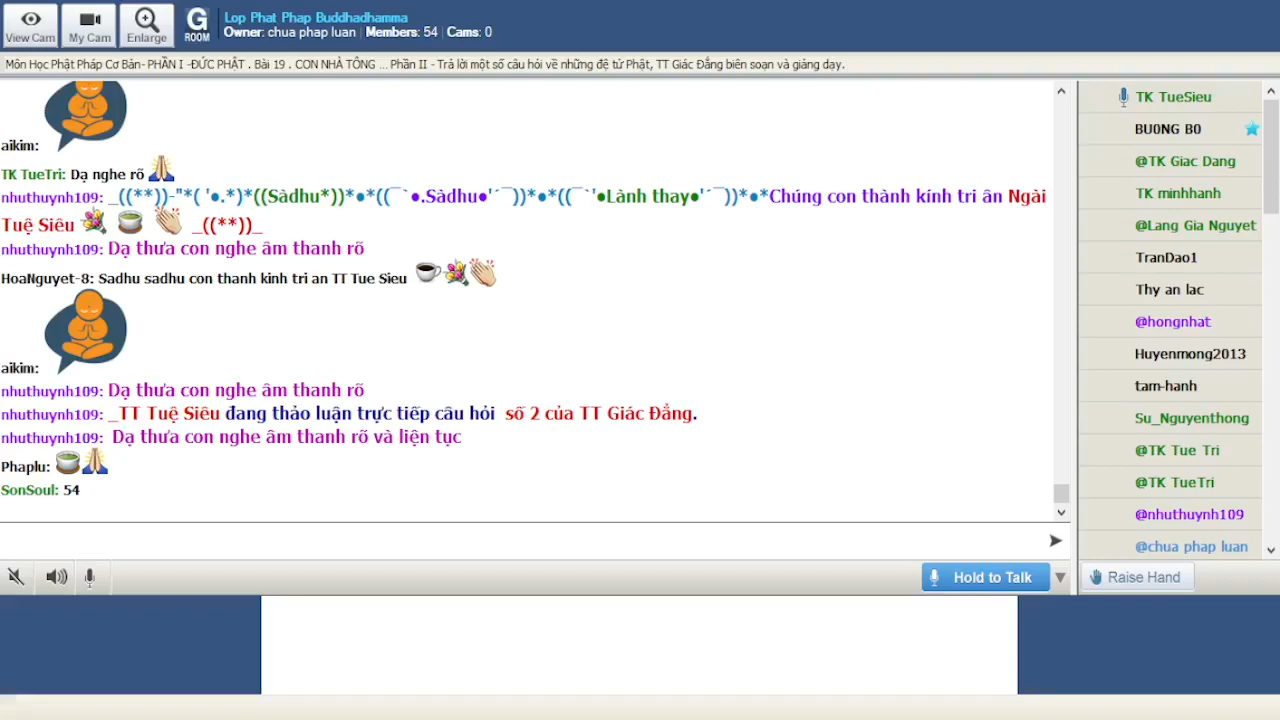 View Cam
My Cam
Enlarge
G
ROOM
Lop Phat Phap Buddhadhamma
Owner: chua phap luan | Members: 54 | Cams: 0
Môn Học Phật Pháp Cơ Bản- PHẦN I -ĐỨC PHẬT . Bài 19 . CON NHÀ TÔNG ... Phần II - Trả lời một số câu hỏi về những đệ tử Phật, TT Giác Đẳng biên soạn và giảng dạy.
aikim:
TK TueTri: Dạ nghe rõ
nhuthuynh109: _((**))-"*( '●.*)*((Sàdhu*))*●*((¯`●.Sàdhu●'´¯))*●*((¯`'●Lành thay●'´¯))*●*Chúng con thành kính tri ân Ngài
Tuệ Siêu _((**))_
nhuthuynh109: Dạ thưa con nghe âm thanh rõ
HoaNguyet-8: Sadhu sadhu con thanh kinh tri an TT Tue Sieu
aikim:
nhuthuynh109: Dạ thưa con nghe âm thanh rõ
nhuthuynh109: _TT Tuệ Siêu đang thảo luận trực tiếp câu hỏi số 2 của TT Giác Đẳng.
nhuthuynh109: Dạ thưa con nghe âm thanh rõ và liện tục
Phaplu:
SonSoul: 54
Hold to Talk
TK TueSieu
BU0NG B0
@TK Giac Dang
TK minhhanh
@Lang Gia Nguyet
TranDao1
Thy an lac
@hongnhat
Huyenmong2013
tam-hanh
Su_Nguyenthong
@TK Tue Tri
@TK TueTri
@nhuthuynh109
@chua phap luan
Raise Hand